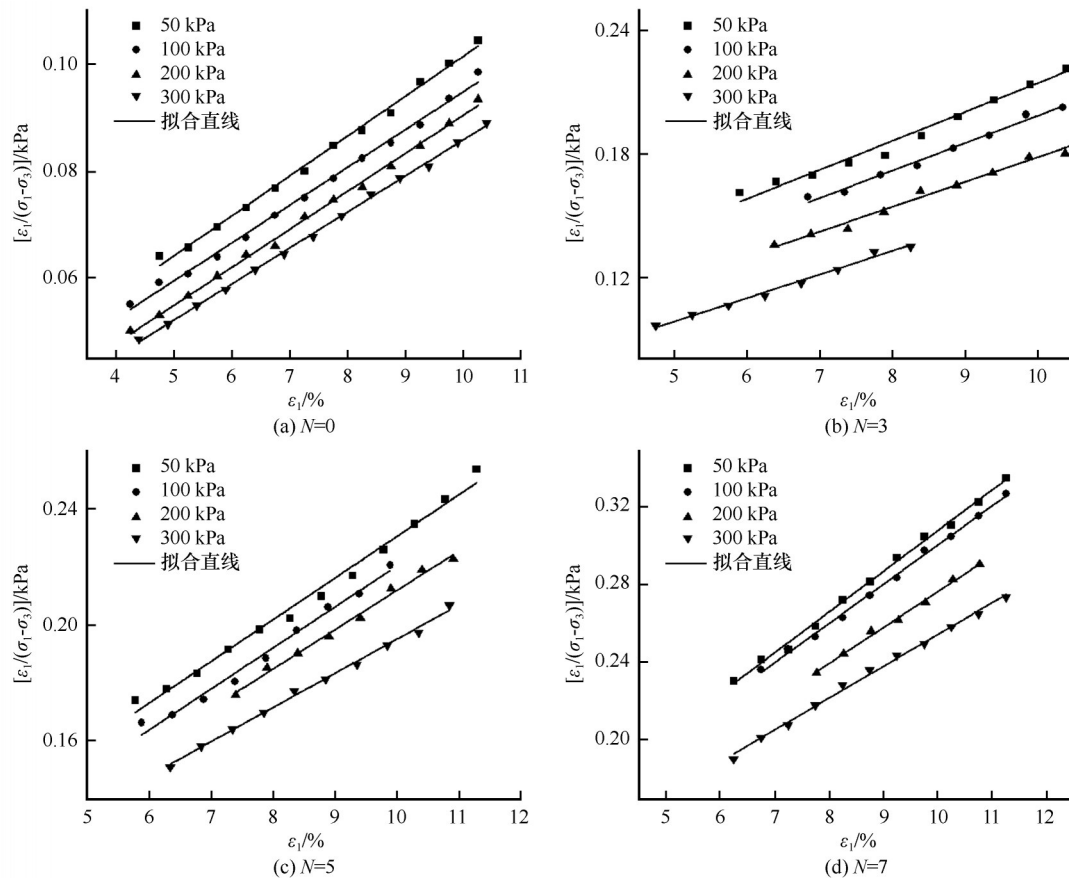 50 kPa
100 kPa
200 kPa
300 kPa
拟合直线
[ε₁/(σ₁-σ₃)]/kPa
0.10
0.08
0.06
4 5 6 7 8 9 10 11
ε₁/%
(a) N=0
50 kPa
100 kPa
200 kPa
300 kPa
拟合直线
[ε₁/(σ₁-σ₃)]/kPa
0.24
0.18
0.12
5 6 7 8 9 10
ε₁/%
(b) N=3
50 kPa
100 kPa
200 kPa
300 kPa
拟合直线
[ε₁/(σ₁-σ₃)]/kPa
0.24
0.20
0.16
5 6 7 8 9 10 11 12
ε₁/%
(c) N=5
50 kPa
100 kPa
200 kPa
300 kPa
拟合直线
[ε₁/(σ₁-σ₃)]/kPa
0.32
0.28
0.24
0.20
5 6 7 8 9 10 11 12
ε₁/%
(d) N=7